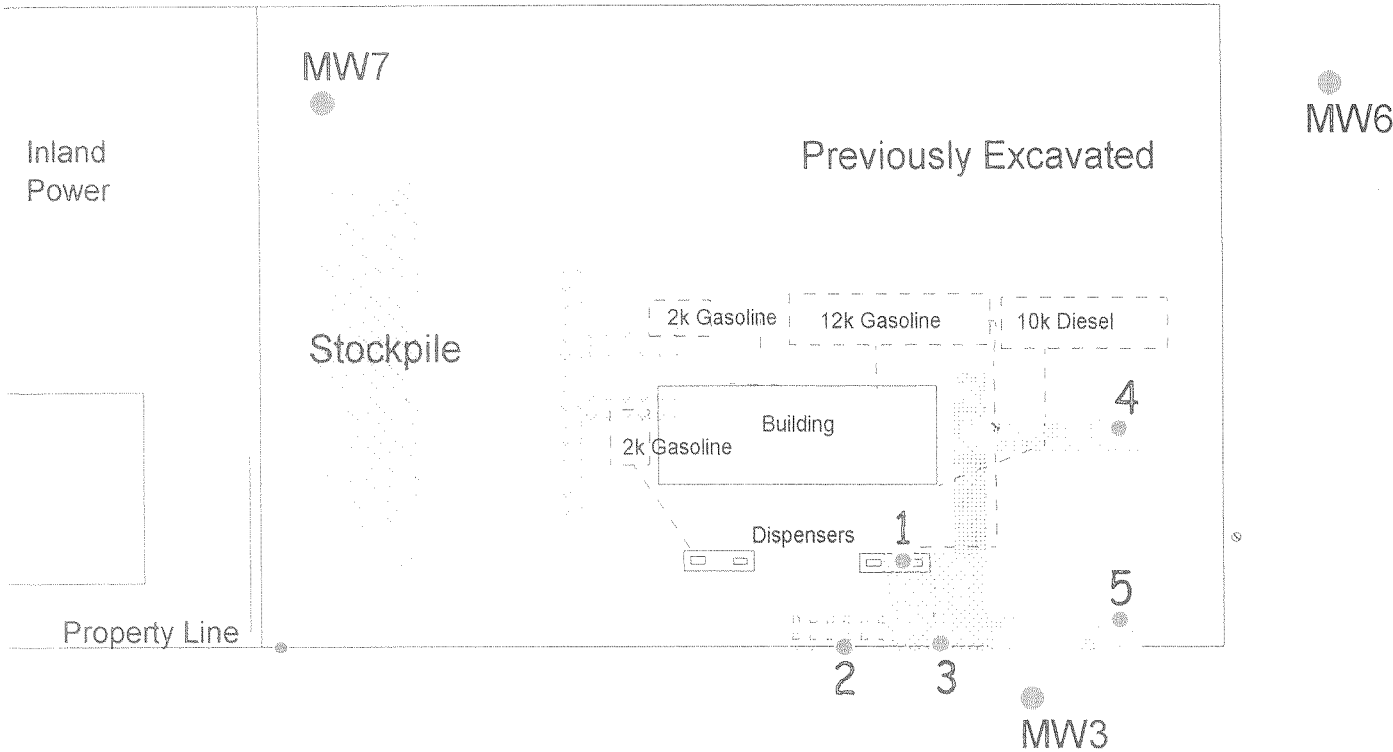 MW7
MW6
Inland
Power
Previously Excavated
2k Gasoline
12k Gasoline
10k Diesel
Stockpile
4
Building
2k Gasoline
1
Dispensers
5
Property Line
2
3
MW3